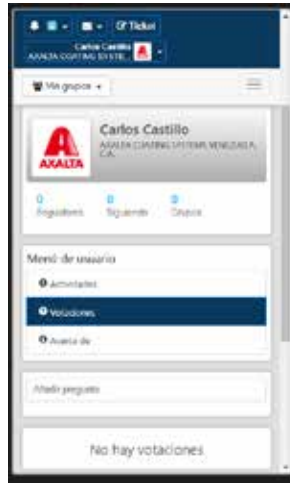 Ticket
Carlos Castillo
AXALTA COATING SYSTE...
Mis grupos
AXALTA
Carlos Castillo
AXALTA COATING SYSTEMS VENEZUELA, C.A.
0 0 0
Seguidores Siguiendo Grupos
Menú de usuario
Actividades
Votaciones
Acerca de
Añadir pregunta
No hay votaciones